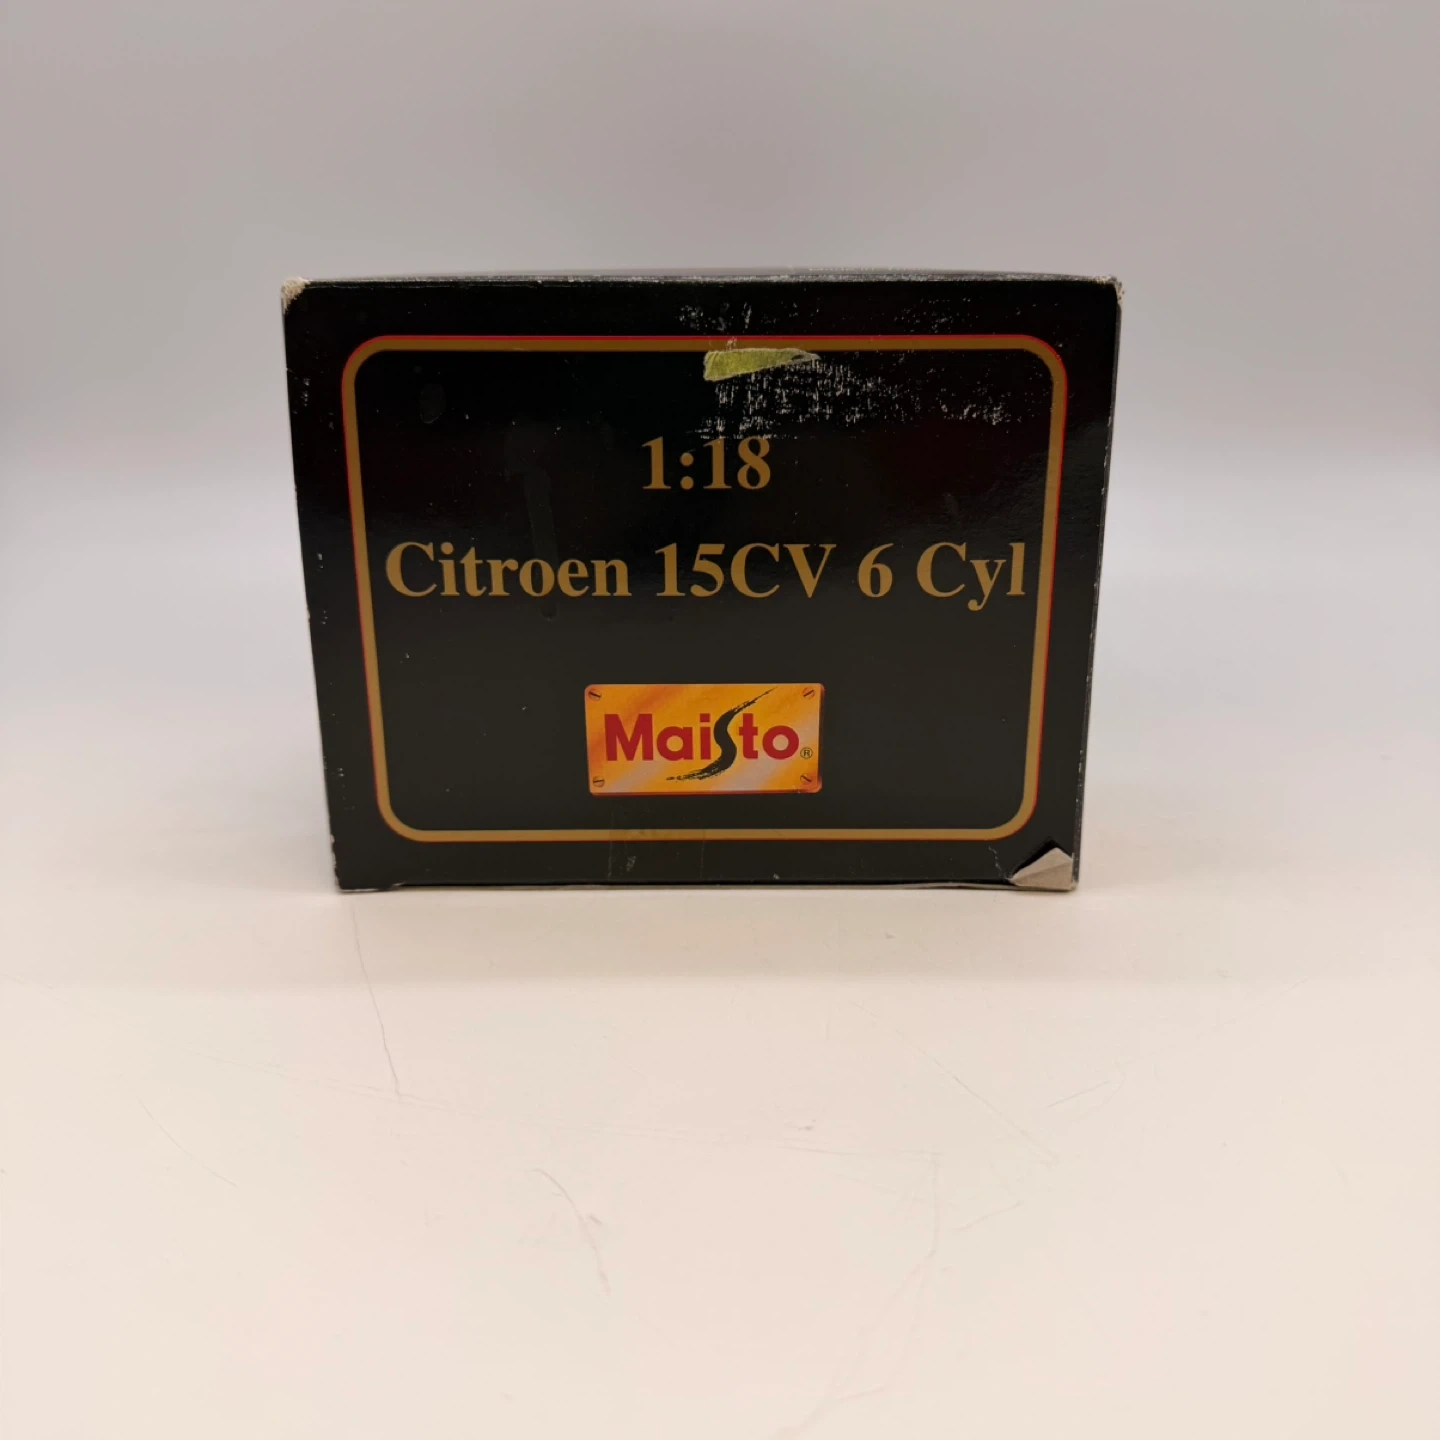 1:18
Citroen 15CV 6 Cyl
Maisto ®